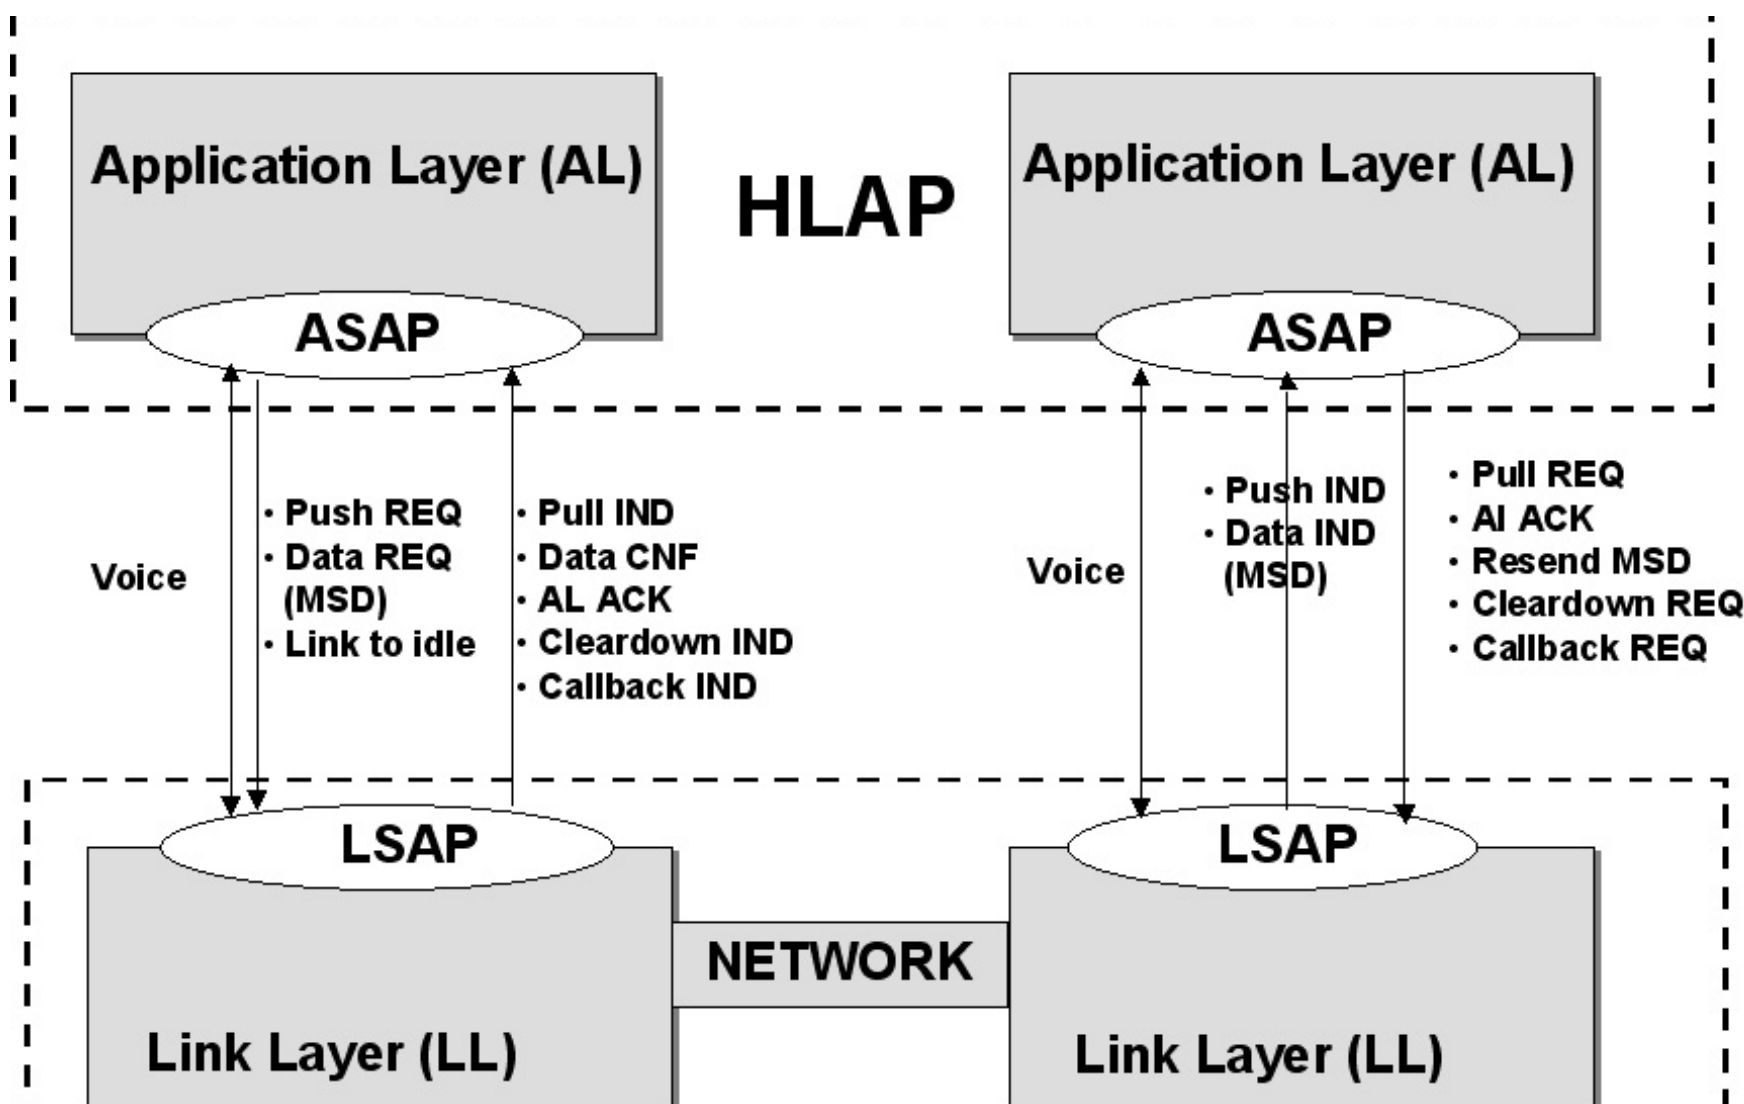 Application Layer (AL)
HLAP
Application Layer (AL)
ASAP
ASAP
Voice
· Push REQ
· Data REQ
(MSD)
· Link to idle
· Pull IND
· Data CNF
· AL ACK
· Cleardown IND
· Callback IND
Voice
· Push IND
· Data IND
(MSD)
· Pull REQ
· AI ACK
· Resend MSD
· Cleardown REQ
· Callback REQ
LSAP
LSAP
NETWORK
Link Layer (LL)
Link Layer (LL)